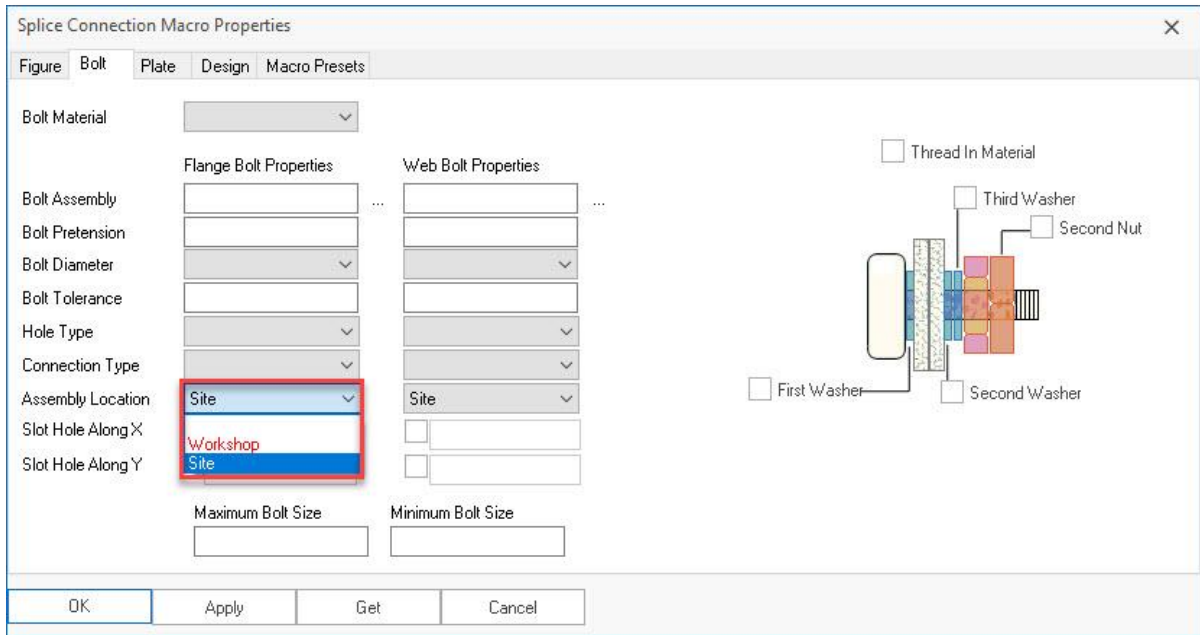 Splice Connection Macro Properties
Figure Bolt Plate Design Macro Presets
Bolt Material
Flange Bolt Properties Web Bolt Properties
Bolt Assembly ... ...
Bolt Pretension
Bolt Diameter
Bolt Tolerance
Hole Type
Connection Type
Assembly Location Site Site
Slot Hole Along X
Workshop
Slot Hole Along Y Site
Maximum Bolt Size Minimum Bolt Size
Thread In Material
Third Washer
Second Nut
First Washer Second Washer
OK Apply Get Cancel